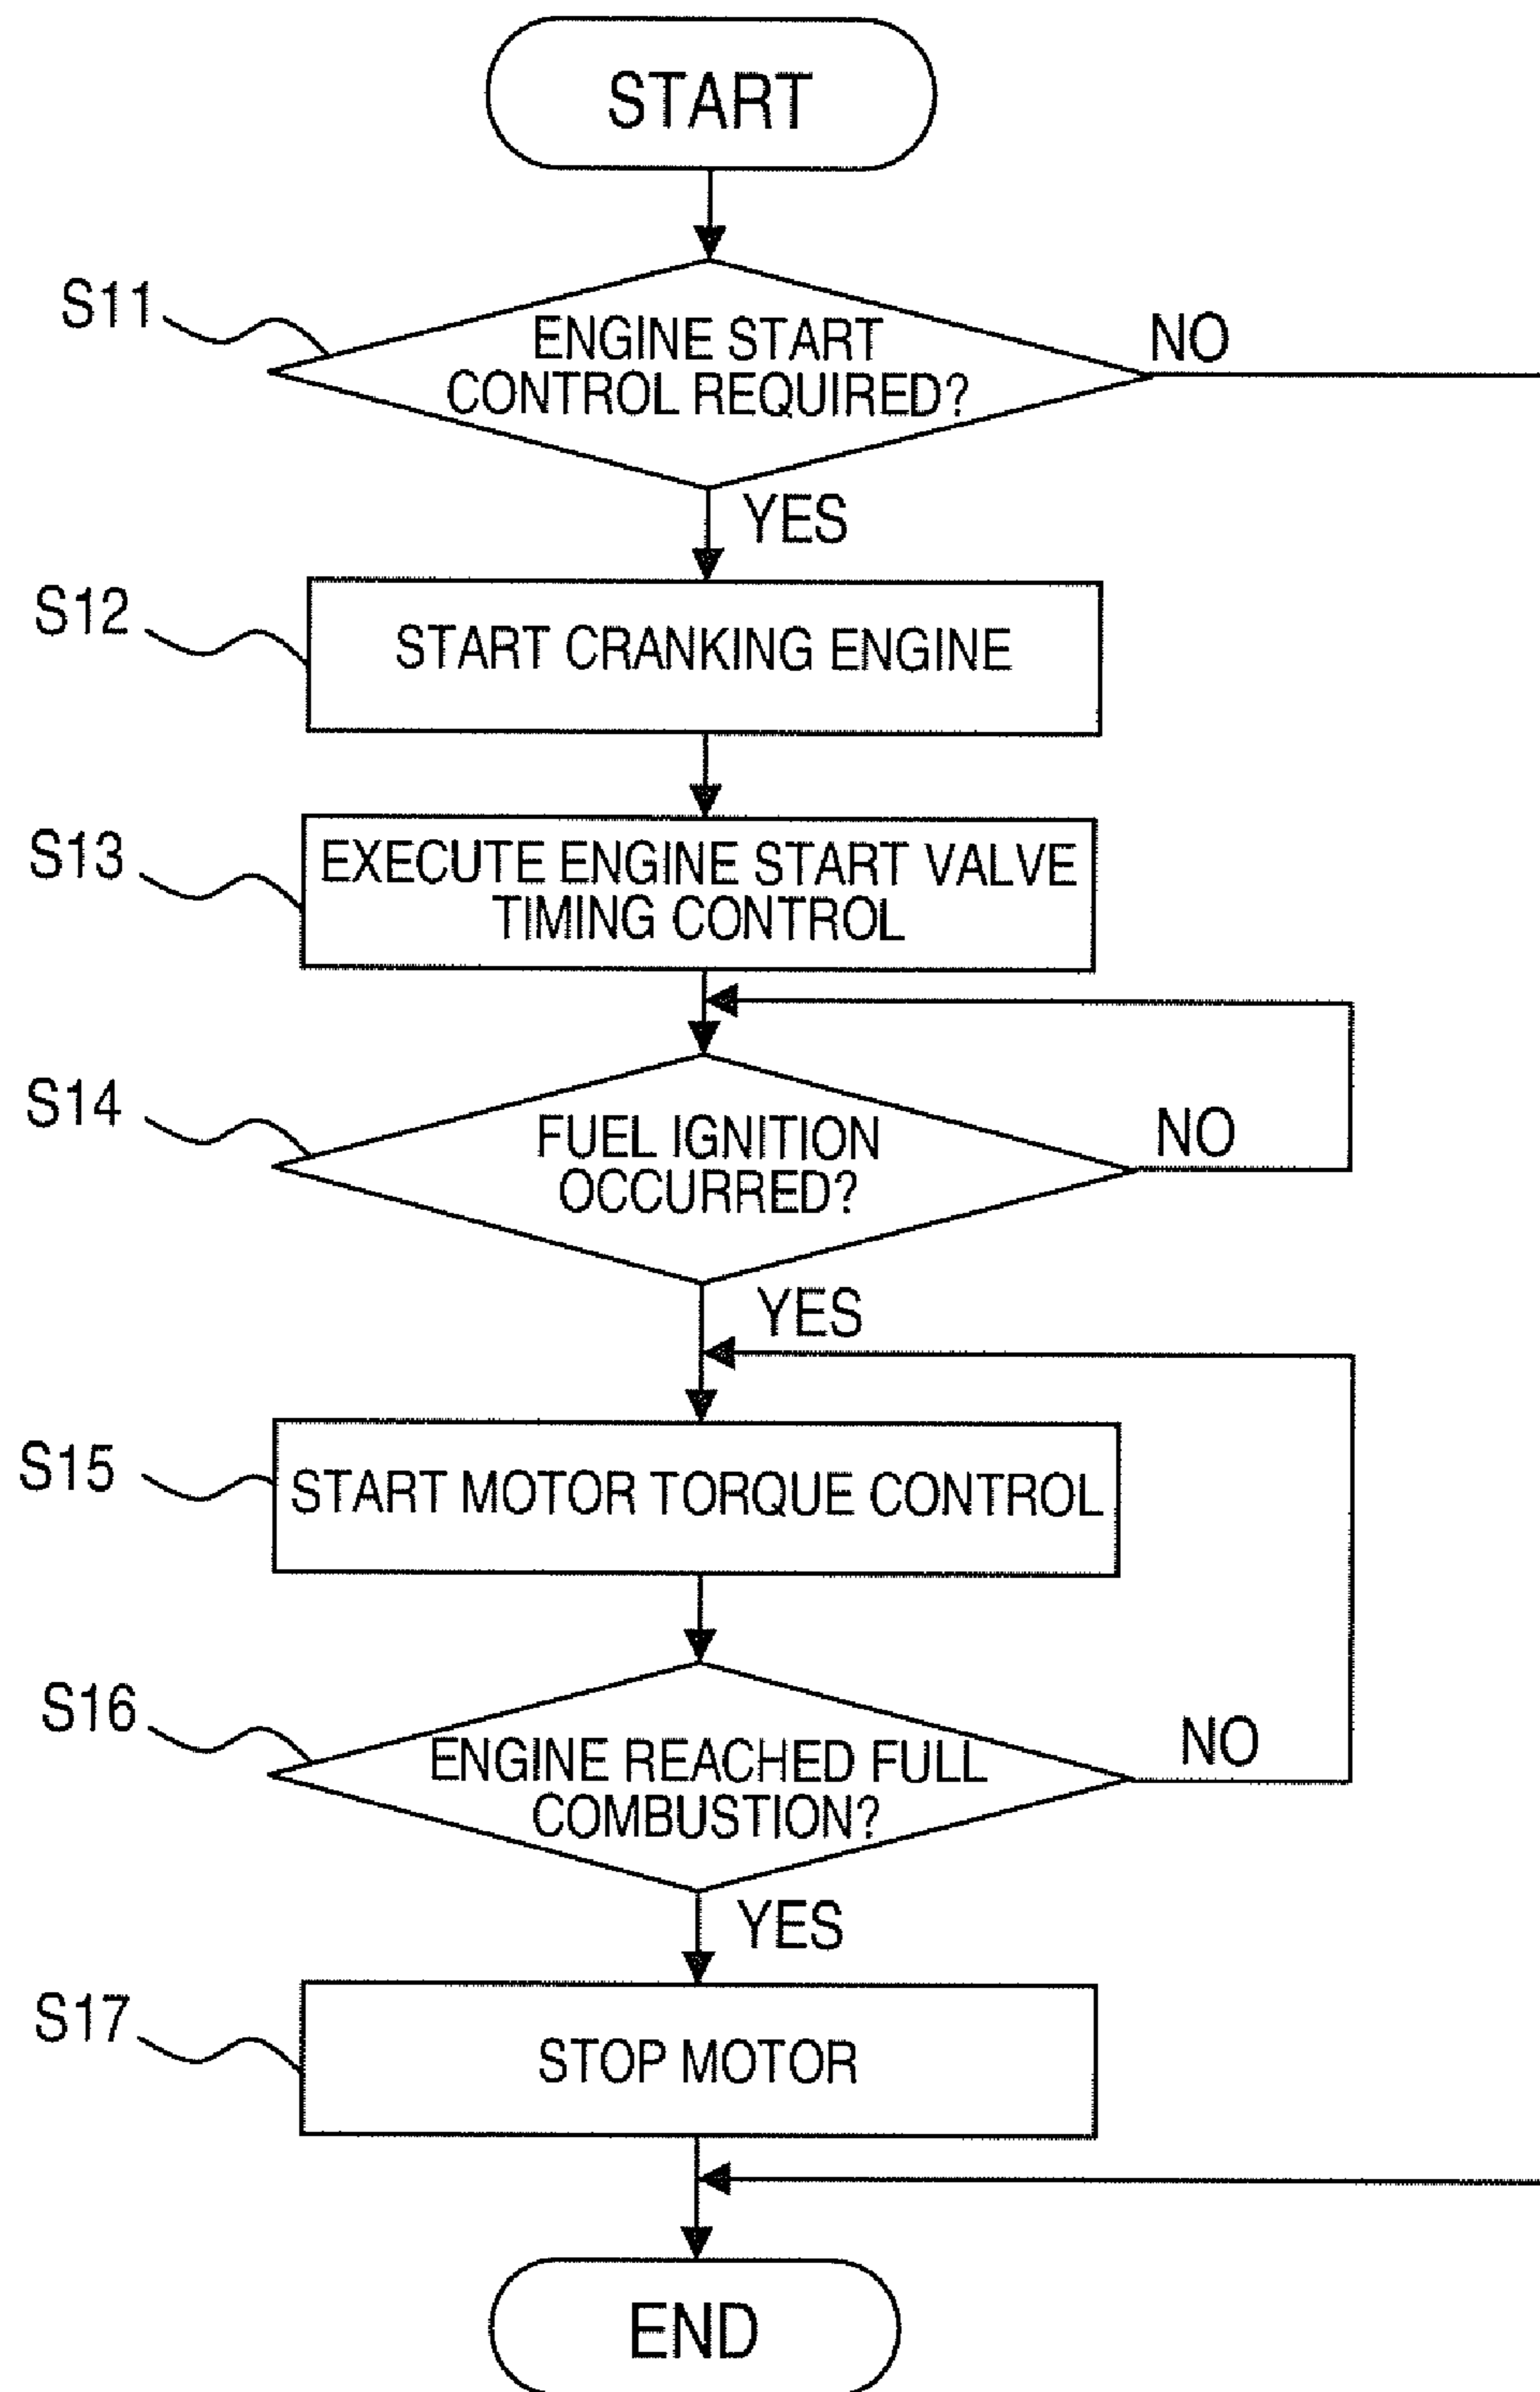 START
S11
ENGINE START
CONTROL REQUIRED?
NO
YES
S12
START CRANKING ENGINE
S13
EXECUTE ENGINE START VALVE
TIMING CONTROL
S14
FUEL IGNITION
OCCURRED?
NO
YES
S15
START MOTOR TORQUE CONTROL
S16
ENGINE REACHED FULL
COMBUSTION?
NO
YES
S17
STOP MOTOR
END